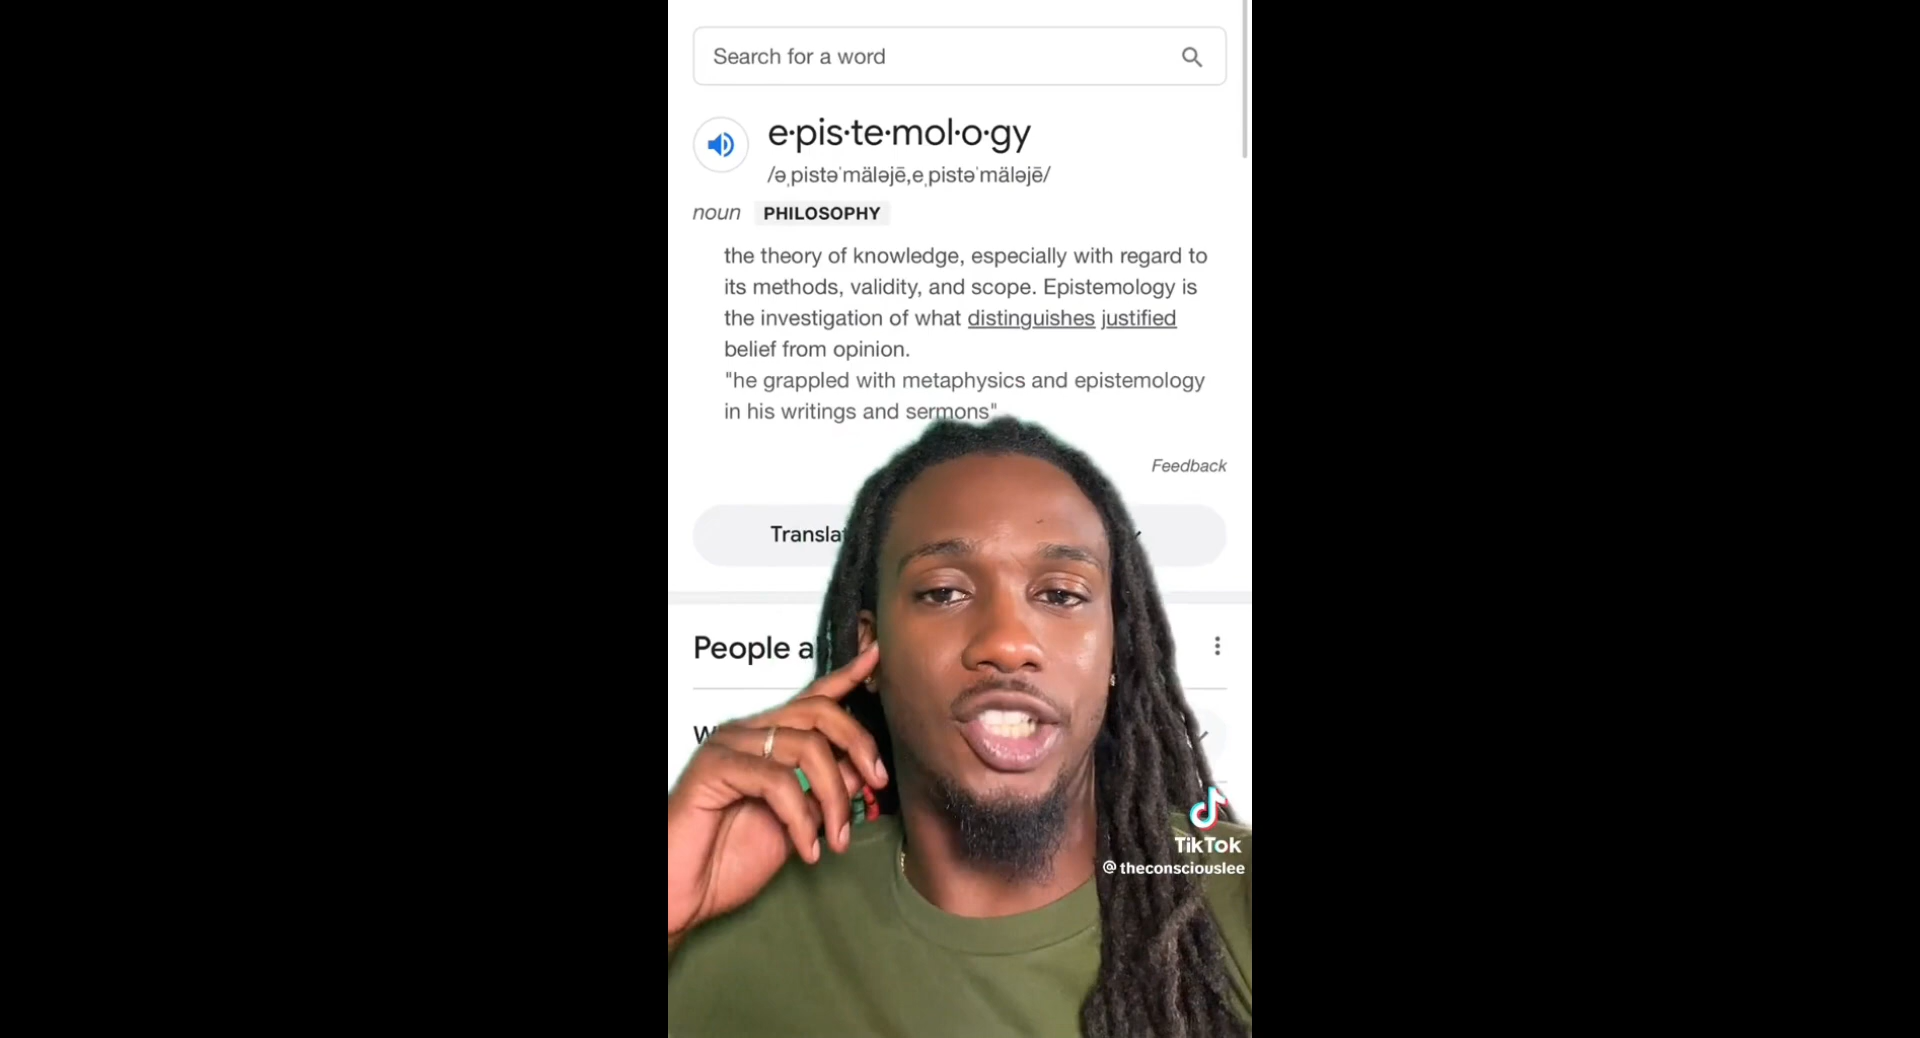 Search for a word
e·pis·te·mol·o·gy
/əˌpistəˈmäləjē,eˌpistəˈmäləjē/
noun PHILOSOPHY
the theory of knowledge, especially with regard to
its methods, validity, and scope. Epistemology is
the investigation of what distinguishes justified
belief from opinion.
"he grappled with metaphysics and epistemology
in his writings and sermons"
Feedback
People
TikTok
@theconsciouslee